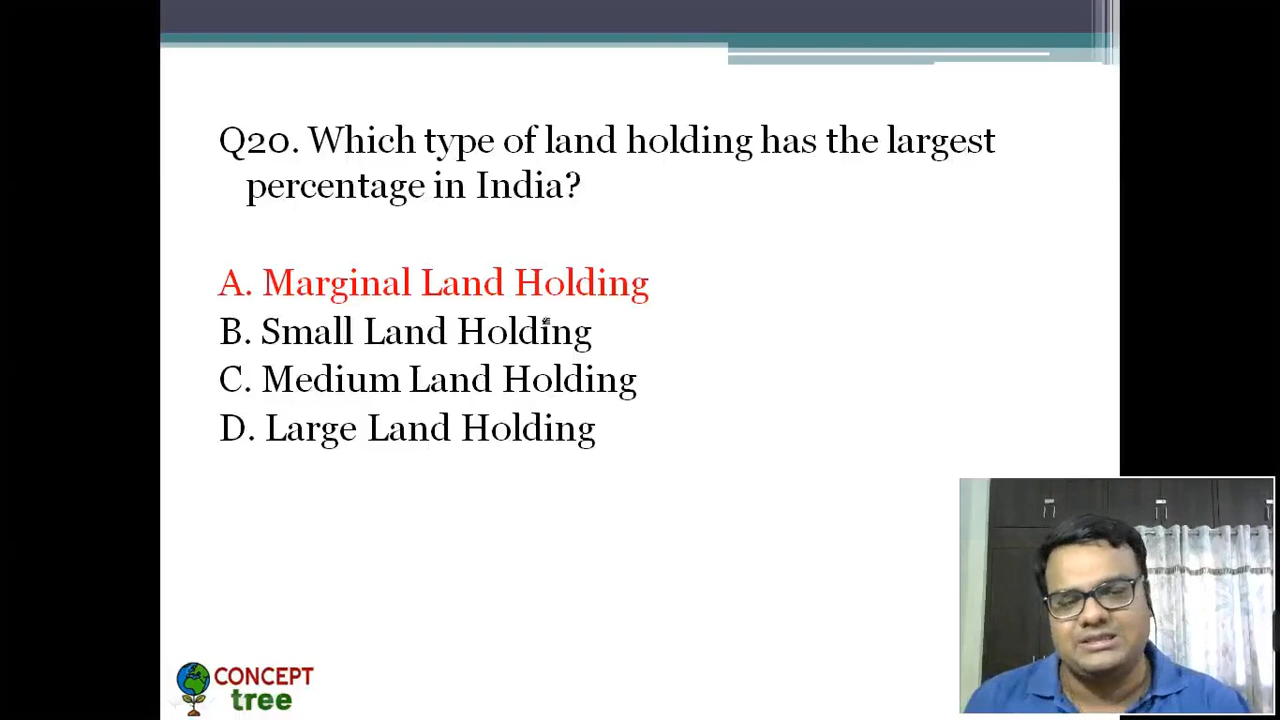 Q20. Which type of land holding has the largest
percentage in India?
A. Marginal Land Holding
B. Small Land Holding
C. Medium Land Holding
D. Large Land Holding
CONCEPT
tree